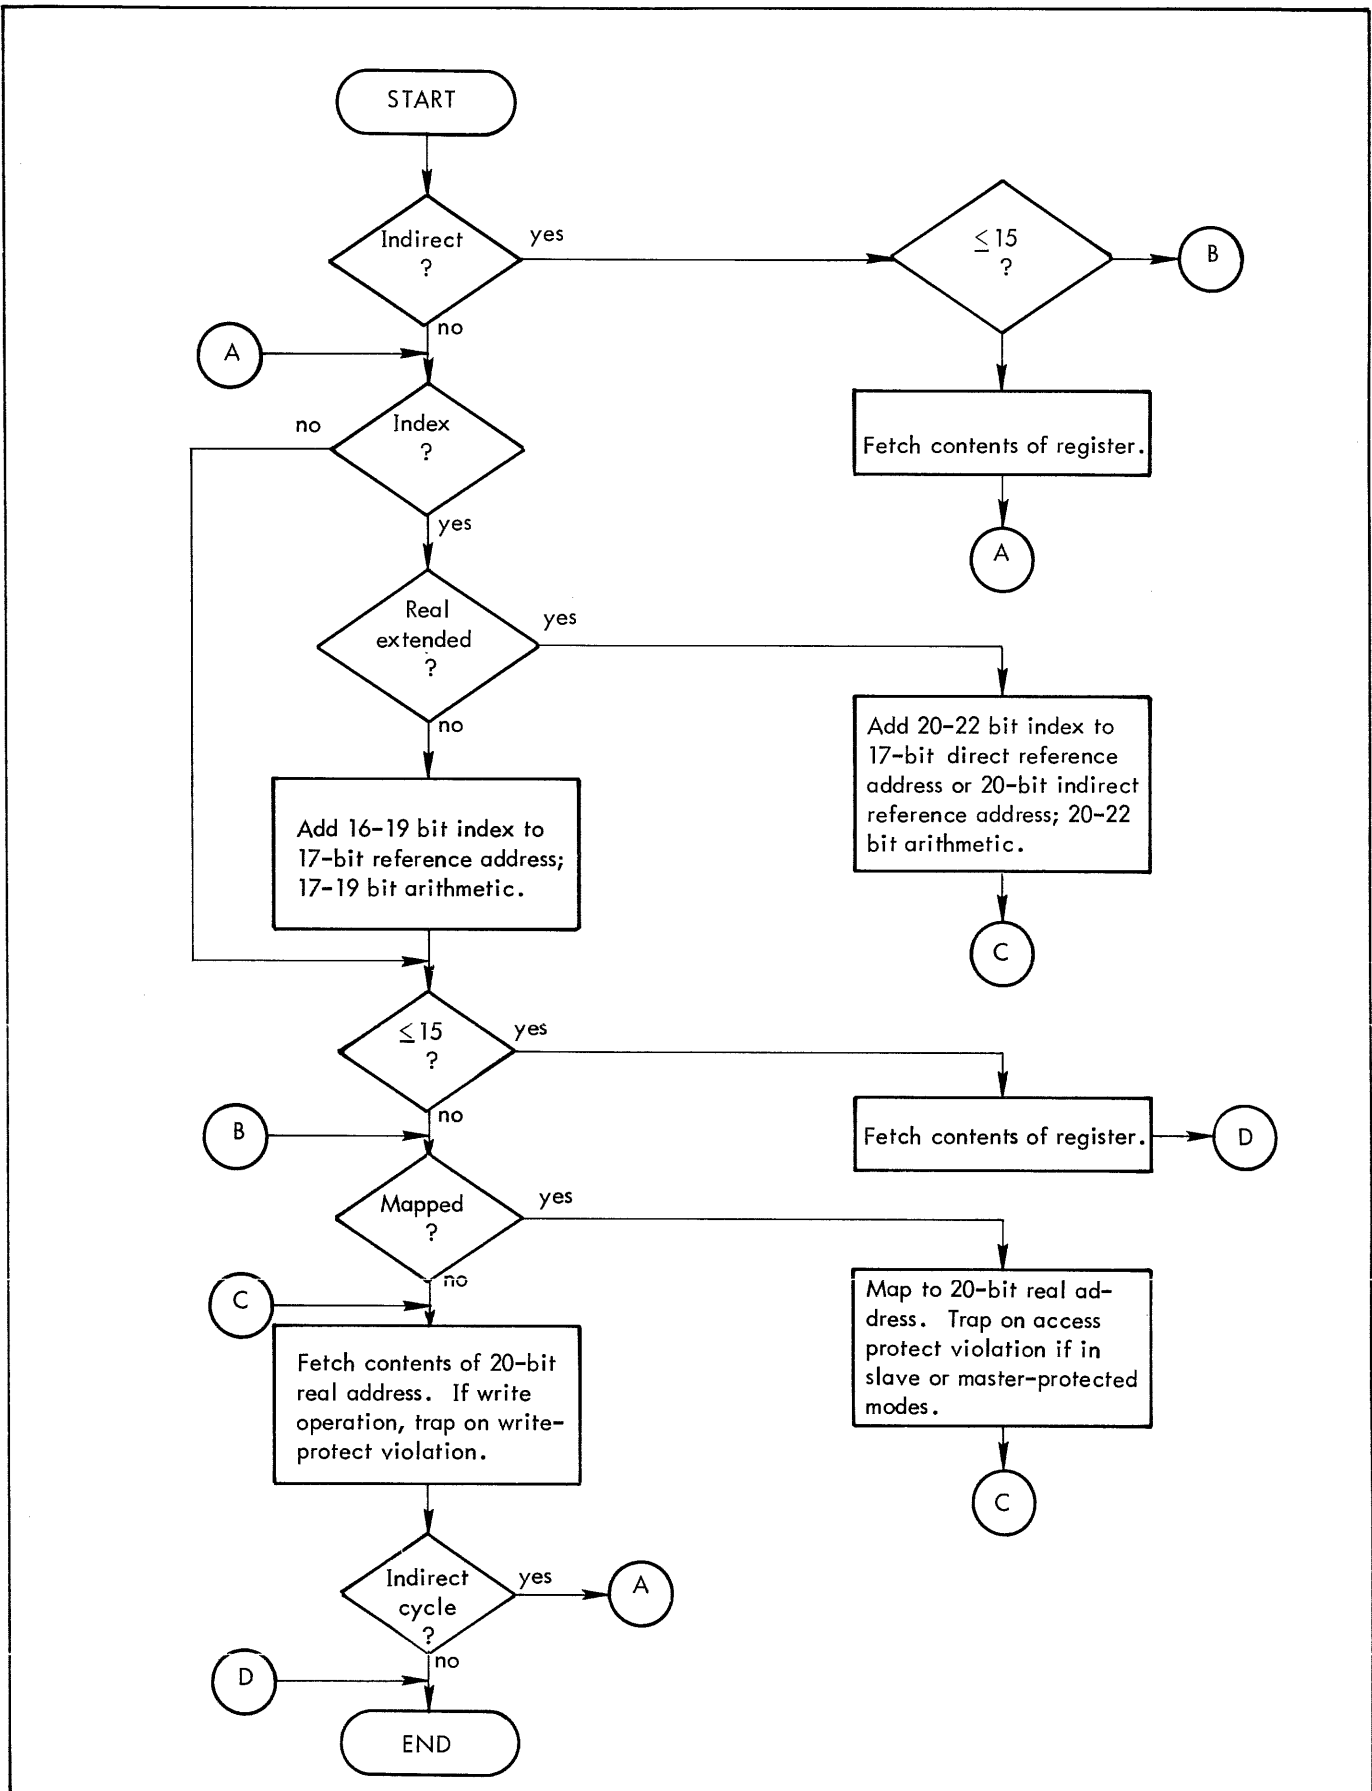 START
Indirect
?
yes
no
≤15
?
B
Fetch contents of register.
A
A
Index
?
no
yes
Real
extended
?
yes
no
Add 20-22 bit index to
17-bit direct reference
address or 20-bit indirect
reference address; 20-22
bit arithmetic.
C
Add 16-19 bit index to
17-bit reference address;
17-19 bit arithmetic.
≤15
?
yes
no
Fetch contents of register.
D
B
Mapped
?
yes
no
Map to 20-bit real ad-
dress. Trap on access
protect violation if in
slave or master-protected
modes.
C
C
Fetch contents of 20-bit
real address. If write
operation, trap on write-
protect violation.
Indirect
cycle
?
yes
A
no
D
END